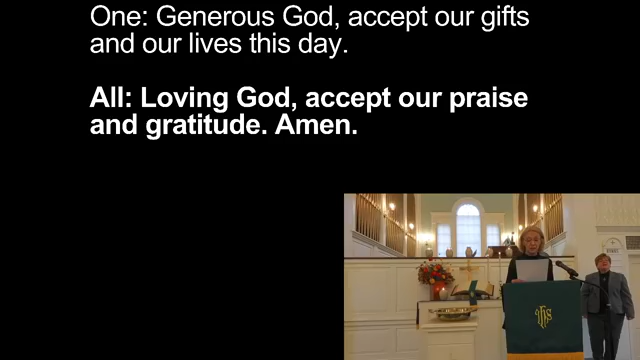 One: Generous God, accept our gifts
and our lives this day.
All: Loving God, accept our praise
and gratitude. Amen.
IHS